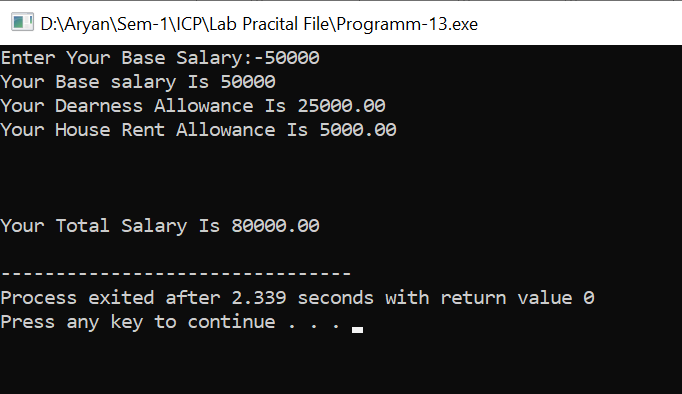 D:\Aryan\Sem-1\ICP\Lab Pracital File\Programm-13.exe
Enter Your Base Salary:-50000
Your Base salary Is 50000
Your Dearness Allowance Is 25000.00
Your House Rent Allowance Is 5000.00
Your Total Salary Is 80000.00
--------------------------------
Process exited after 2.339 seconds with return value 0
Press any key to continue . . .